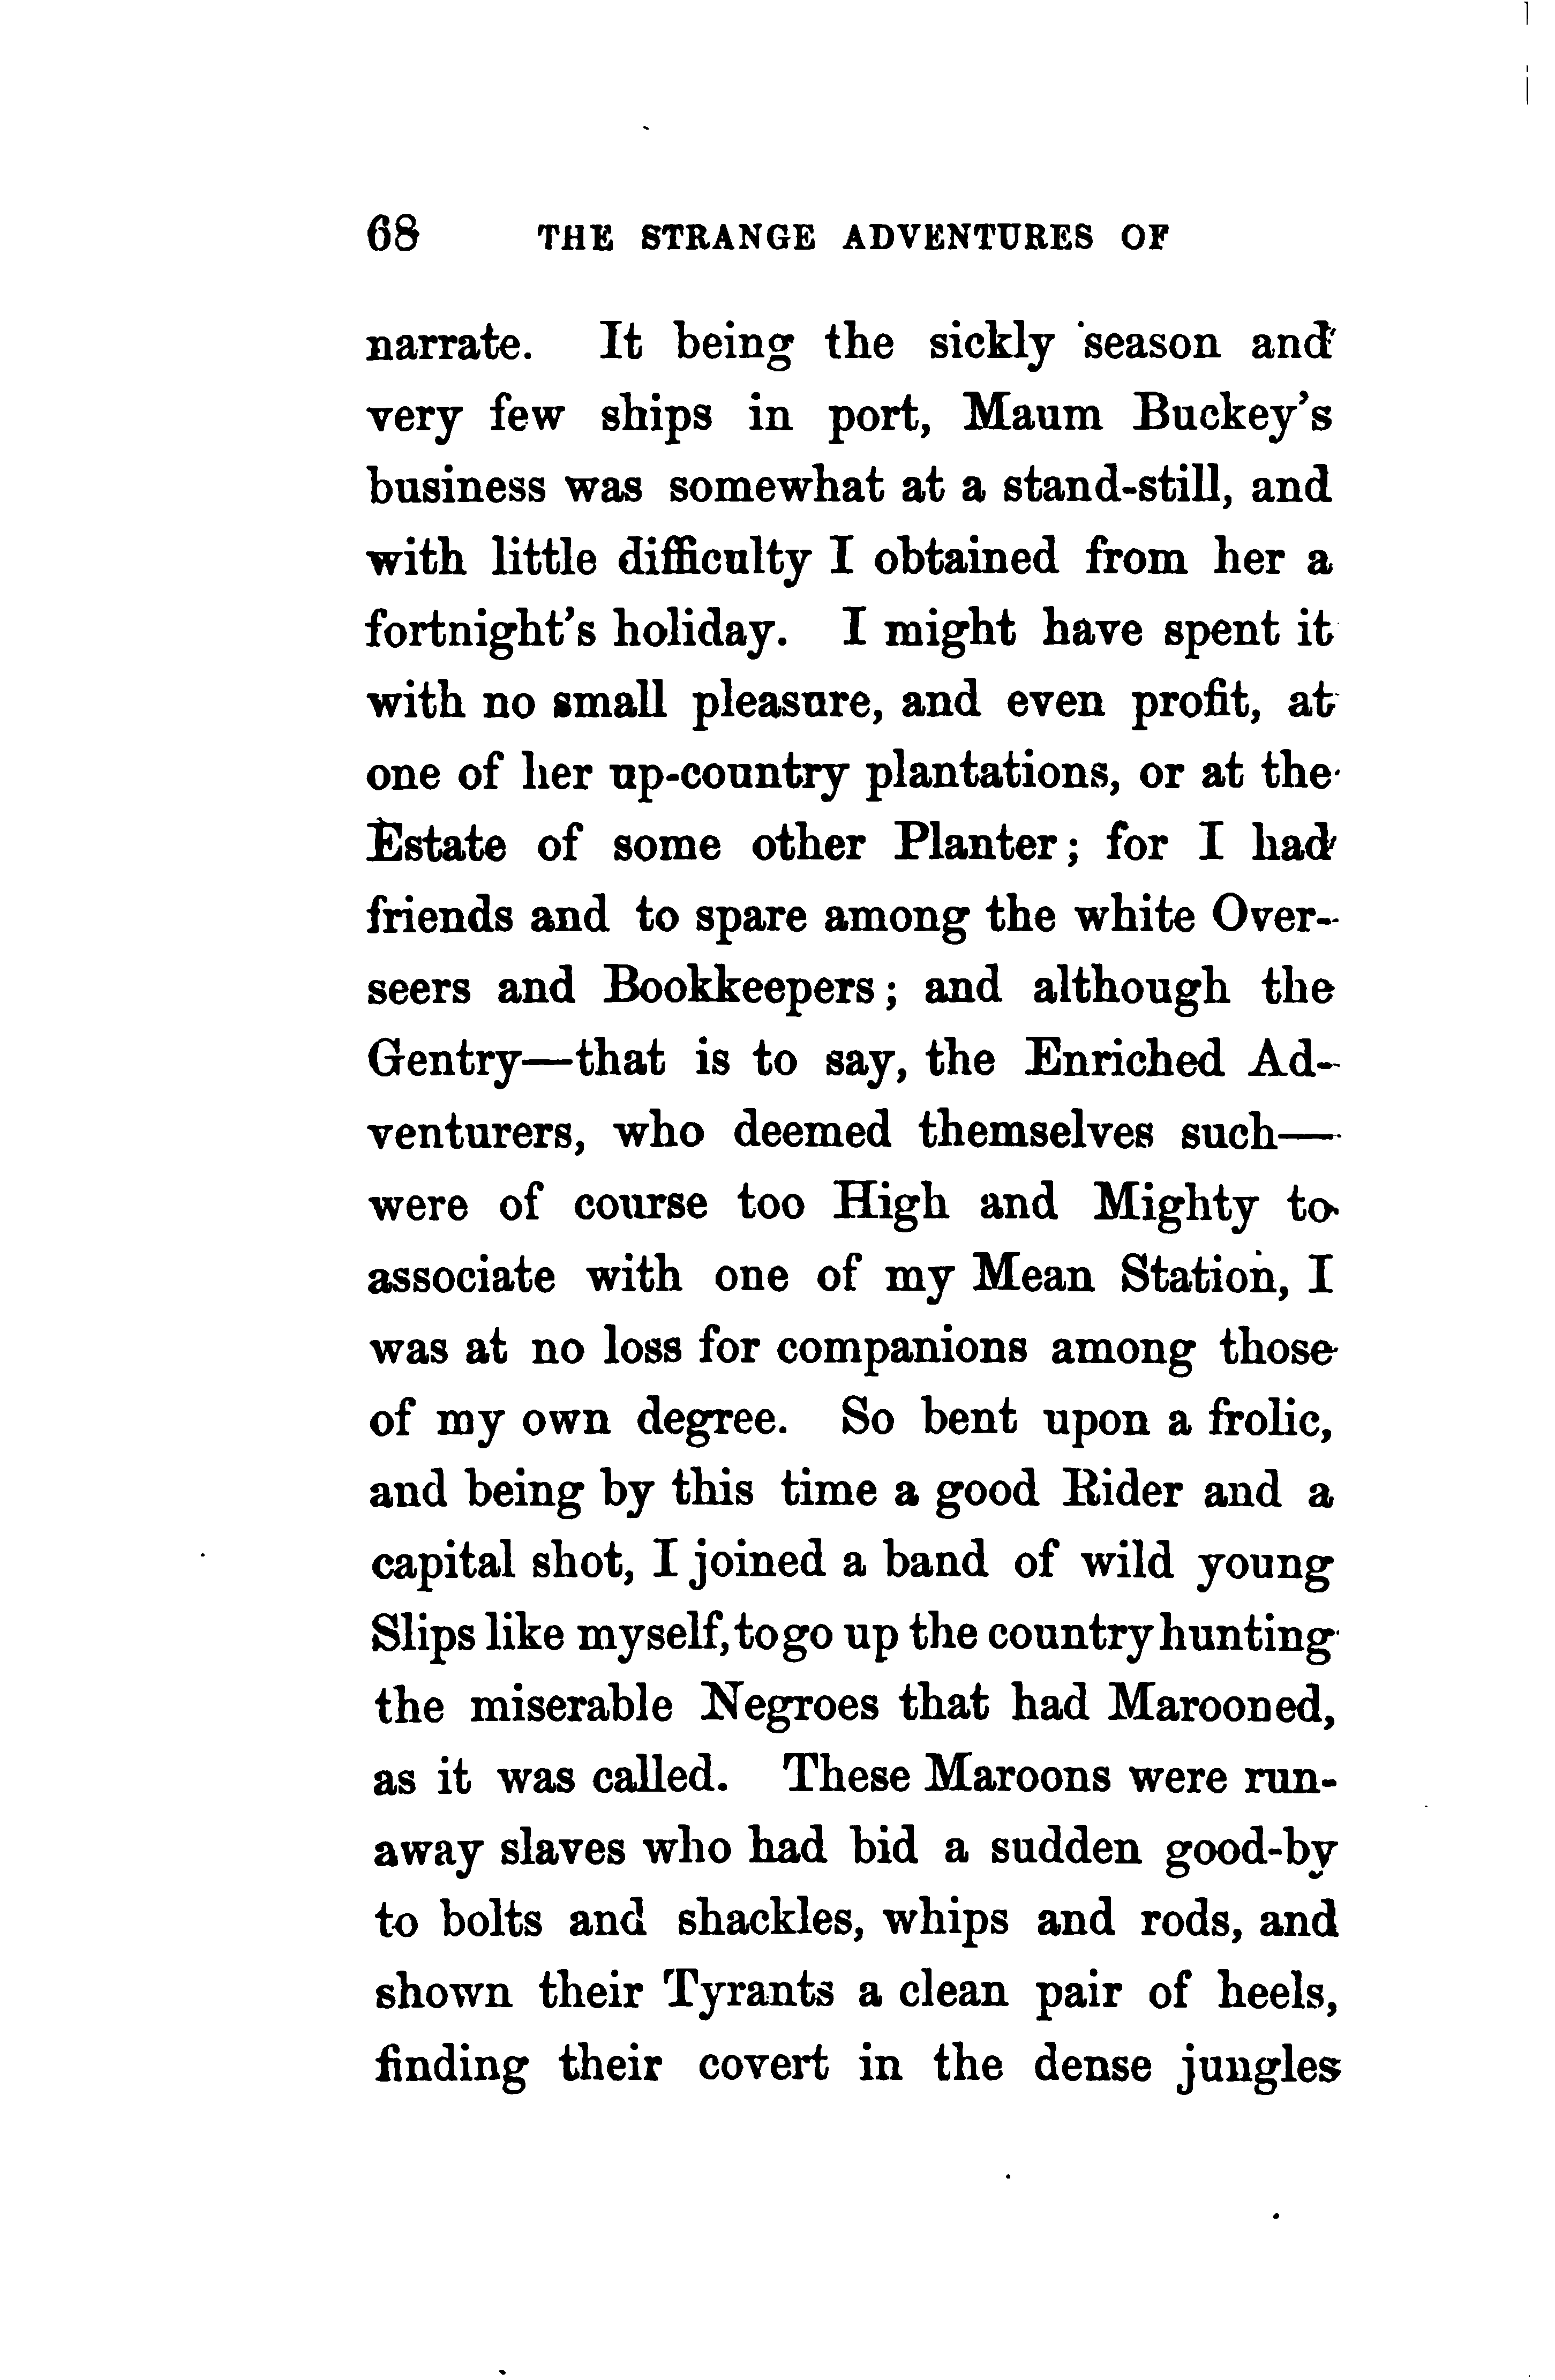 68 THE STRANGE ADVENTURES OF
narrate. It being the sickly season and
very few ships in port, Maum Buckey's
business was somewhat at a stand-still, and
with little difficulty I obtained from her a
fortnight's holiday. I might have spent it
with no small pleasure, and even profit, at
one of her up-country plantations, or at the
Estate of some other Planter; for I had
friends and to spare among the white Over-
seers and Bookkeepers; and although the
Gentry—that is to say, the Enriched Ad-
venturers, who deemed themselves such—
were of course too High and Mighty to
associate with one of my Mean Station, I
was at no loss for companions among those
of my own degree. So bent upon a frolic,
and being by this time a good Rider and a
capital shot, I joined a band of wild young
Slips like myself, to go up the country hunting
the miserable Negroes that had Marooned,
as it was called. These Maroons were run-
away slaves who had bid a sudden good-by
to bolts and shackles, whips and rods, and
shown their Tyrants a clean pair of heels,
finding their covert in the dense jungles